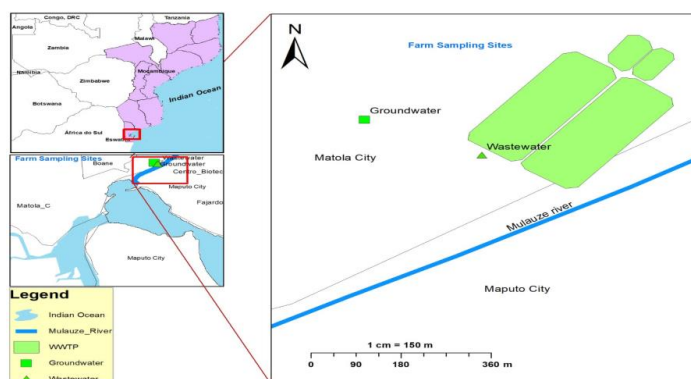 Congo, DRC
Tanzania
Angola
Malawi
Zambia
Moçambique
Namibia
Zimbabwe
Botswana
Indian Ocean
África do Sul
Farm Sampling Sites
Boane
Wastewater
Groundwater
Centro_Biotec
Maputo City
Matola_C
Fajardo
Maputo City
Legend
Indian Ocean
Mulauze_River
WWTP
Groundwater
Wastewater
Farm Sampling Sites
N
Groundwater
Matola City
Wastewater
Mulauze river
Maputo City
1 cm = 150 m
0 90 180 360 m